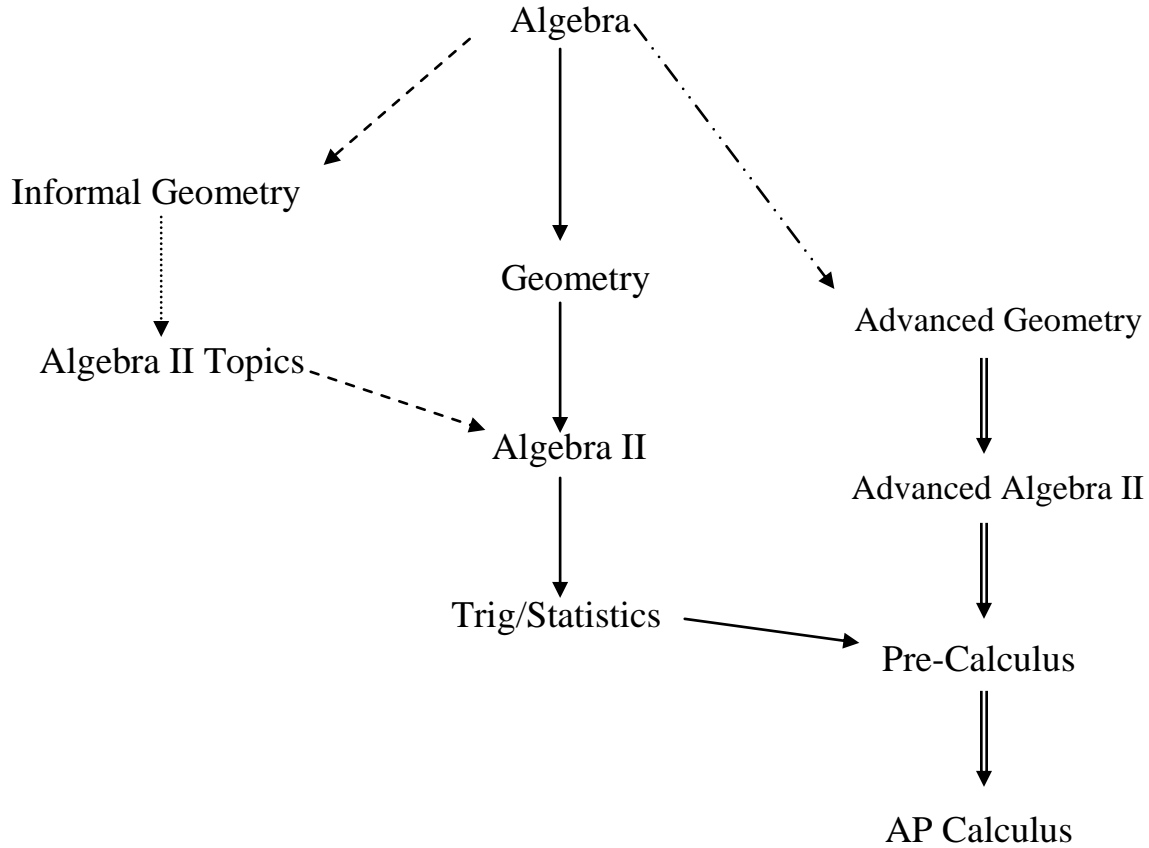 Algebra
Informal Geometry
Geometry
Advanced Geometry
Algebra II Topics
Algebra II
Advanced Algebra II
Trig/Statistics
Pre-Calculus
AP Calculus